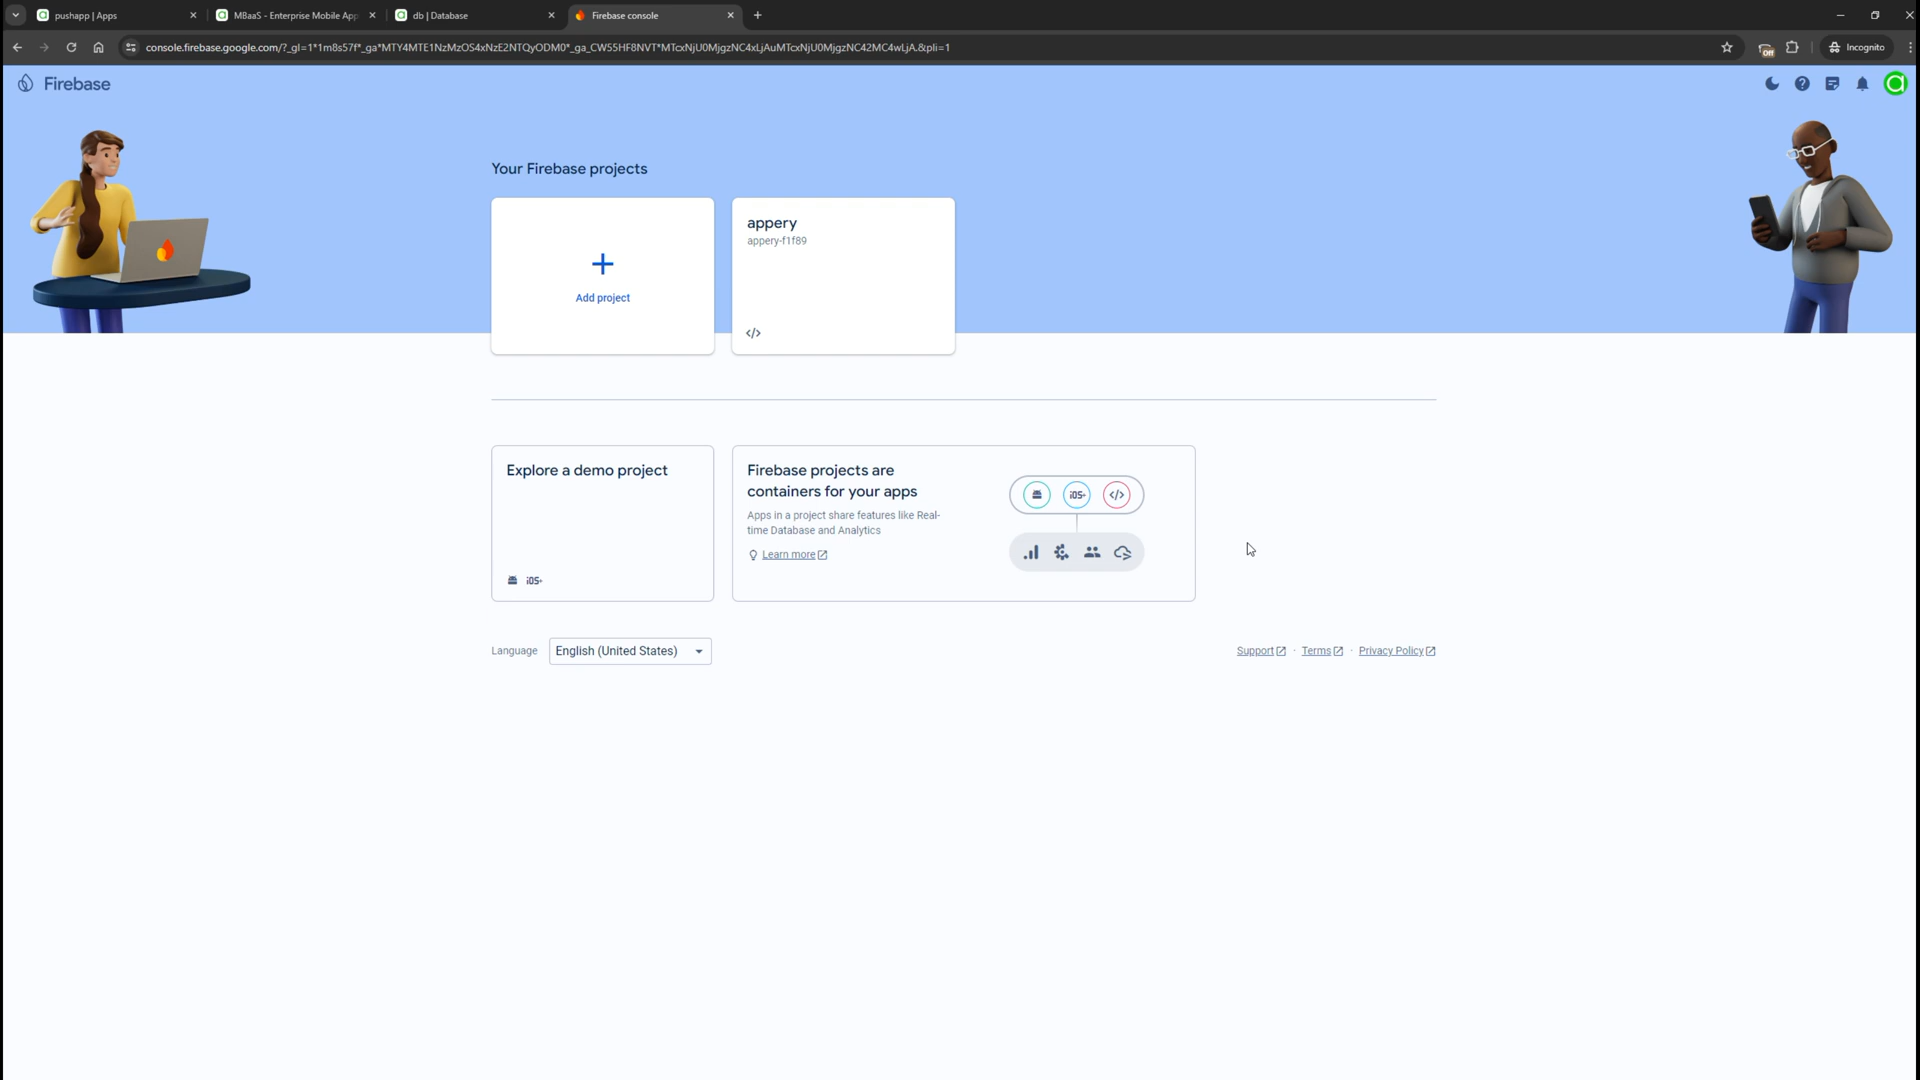 pushapp | Apps
MBaaS - Enterprise Mobile App
db | Database
Firebase console
console.firebase.google.com/?_gl=1*1m8s57f*_ga*MTY4MTE1NzMzOS4xNzE2NTQyODM0*_ga_CW55HF8NVT*MTcxNjU0MjgzNC4xLjAuMTcxNjU0MjgzNC42MC4wLjA.&pli=1
Off
Incognito
Firebase
Your Firebase projects
Add project
appery
appery-f1f89
</>
Explore a demo project
iOS+
Firebase projects are
containers for your apps
Apps in a project share features like Real-
time Database and Analytics
Learn more
iOS+
</>
Language
English (United States)
Support · Terms · Privacy Policy